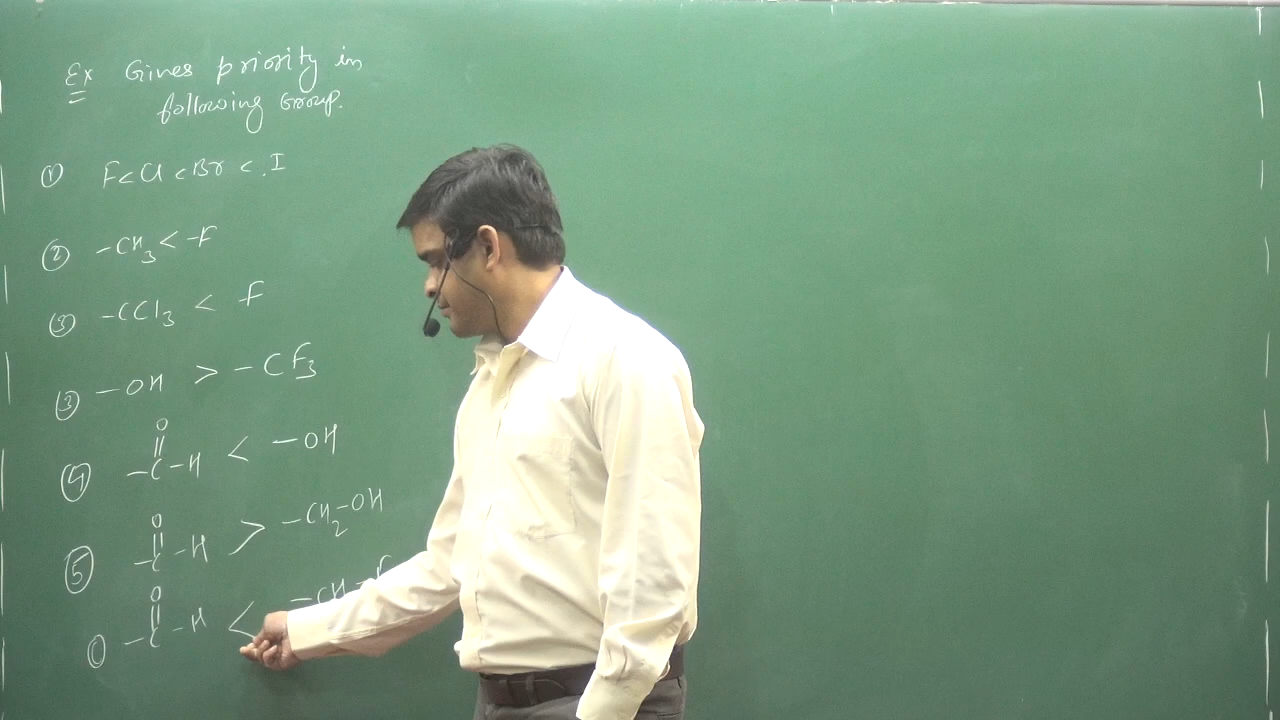 Ex Gives priority in
following Group.
① F < Cl < Br < .I
② -CH3 < -F
③ -CCl3 < -F
③ -OH > -CF3
④ -C(=O)-H < -OH
⑤ -C(=O)-H > -CH2-OH
-C(=O)-H < -CH